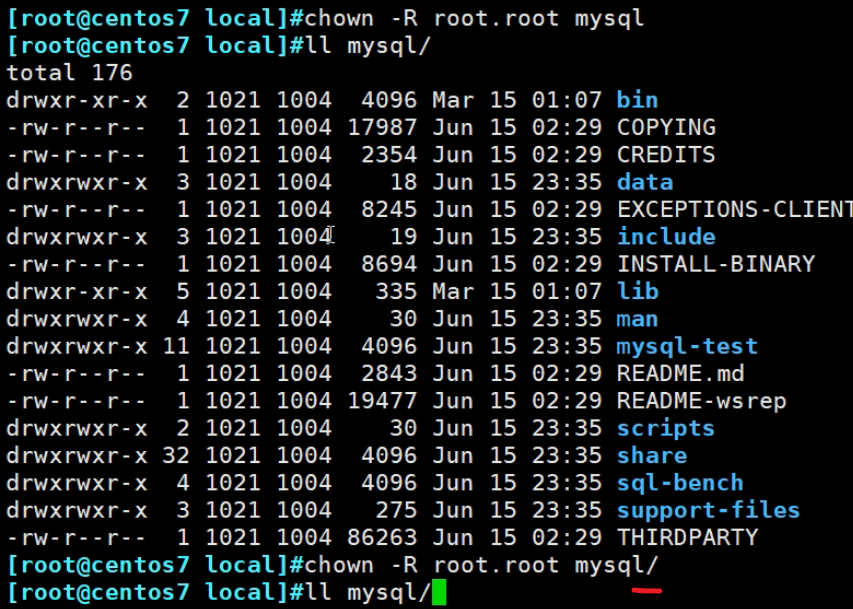 [root@centos7 local]#chown -R root.root mysql
[root@centos7 local]#ll mysql/
total 176
drwxr-xr-x  2 1021 1004  4096 Mar 15 01:07 bin
-rw-r--r--  1 1021 1004 17987 Jun 15 02:29 COPYING
-rw-r--r--  1 1021 1004  2354 Jun 15 02:29 CREDITS
drwxrwxr-x  3 1021 1004    18 Jun 15 23:35 data
-rw-r--r--  1 1021 1004  8245 Jun 15 02:29 EXCEPTIONS-CLIENT
drwxrwxr-x  3 1021 1004    19 Jun 15 23:35 include
-rw-r--r--  1 1021 1004  8694 Jun 15 02:29 INSTALL-BINARY
drwxr-xr-x  5 1021 1004   335 Mar 15 01:07 lib
drwxrwxr-x  4 1021 1004    30 Jun 15 23:35 man
drwxrwxr-x 11 1021 1004  4096 Jun 15 23:35 mysql-test
-rw-r--r--  1 1021 1004  2843 Jun 15 02:29 README.md
-rw-r--r--  1 1021 1004 19477 Jun 15 02:29 README-wsrep
drwxrwxr-x  2 1021 1004    30 Jun 15 23:35 scripts
drwxrwxr-x 32 1021 1004  4096 Jun 15 23:35 share
drwxrwxr-x  4 1021 1004  4096 Jun 15 23:35 sql-bench
drwxrwxr-x  3 1021 1004   275 Jun 15 23:35 support-files
-rw-r--r--  1 1021 1004 86263 Jun 15 02:29 THIRDPARTY
[root@centos7 local]#chown -R root.root mysql/
[root@centos7 local]#ll mysql/